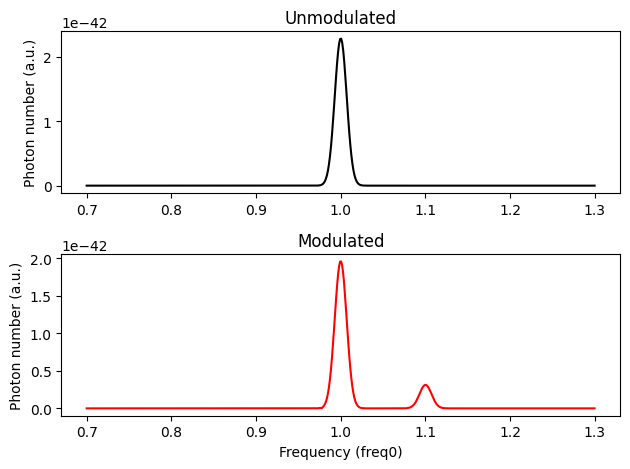 Unmodulated
1e−42
Photon number (a.u.)
2
1
0
0.7 0.8 0.9 1.0 1.1 1.2 1.3
Modulated
1e−42
Photon number (a.u.)
2.0
1.5
1.0
0.5
0.0
0.7 0.8 0.9 1.0 1.1 1.2 1.3
Frequency (freq0)